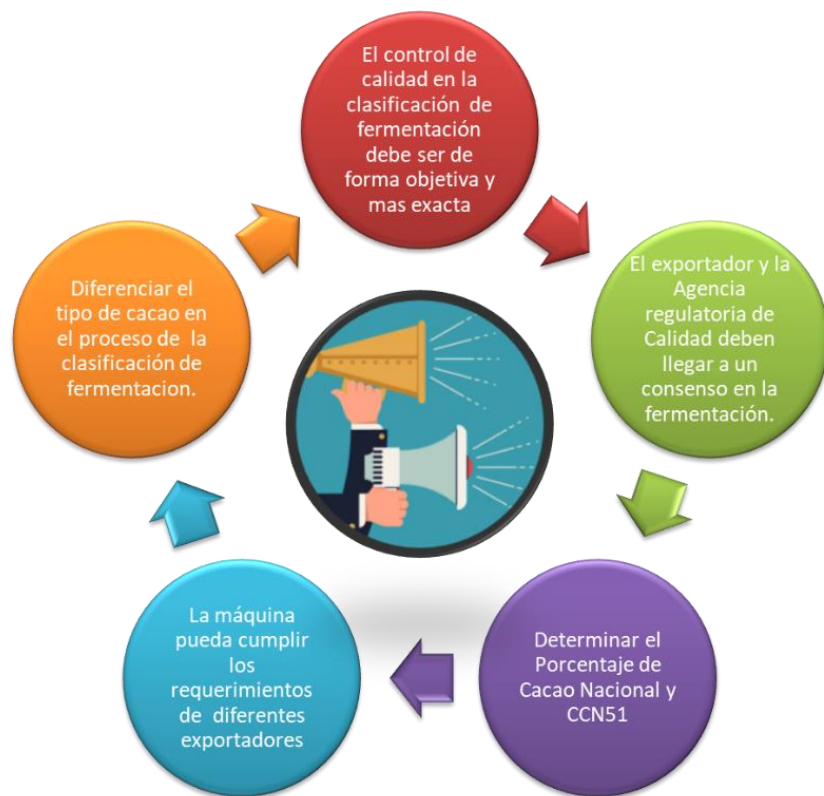 El control de
calidad en la
clasificación de
fermentación
debe ser de
forma objetiva y
mas exacta
El exportador y la
Agencia
regulatoria de
Calidad deben
llegar a un
consenso en la
fermentación.
Determinar el
Porcentaje de
Cacao Nacional y
CCN51
La máquina
pueda cumplir
los
requerimientos
de diferentes
exportadores
Diferenciar el
tipo de cacao en
el proceso de la
clasificación de
fermentacion.